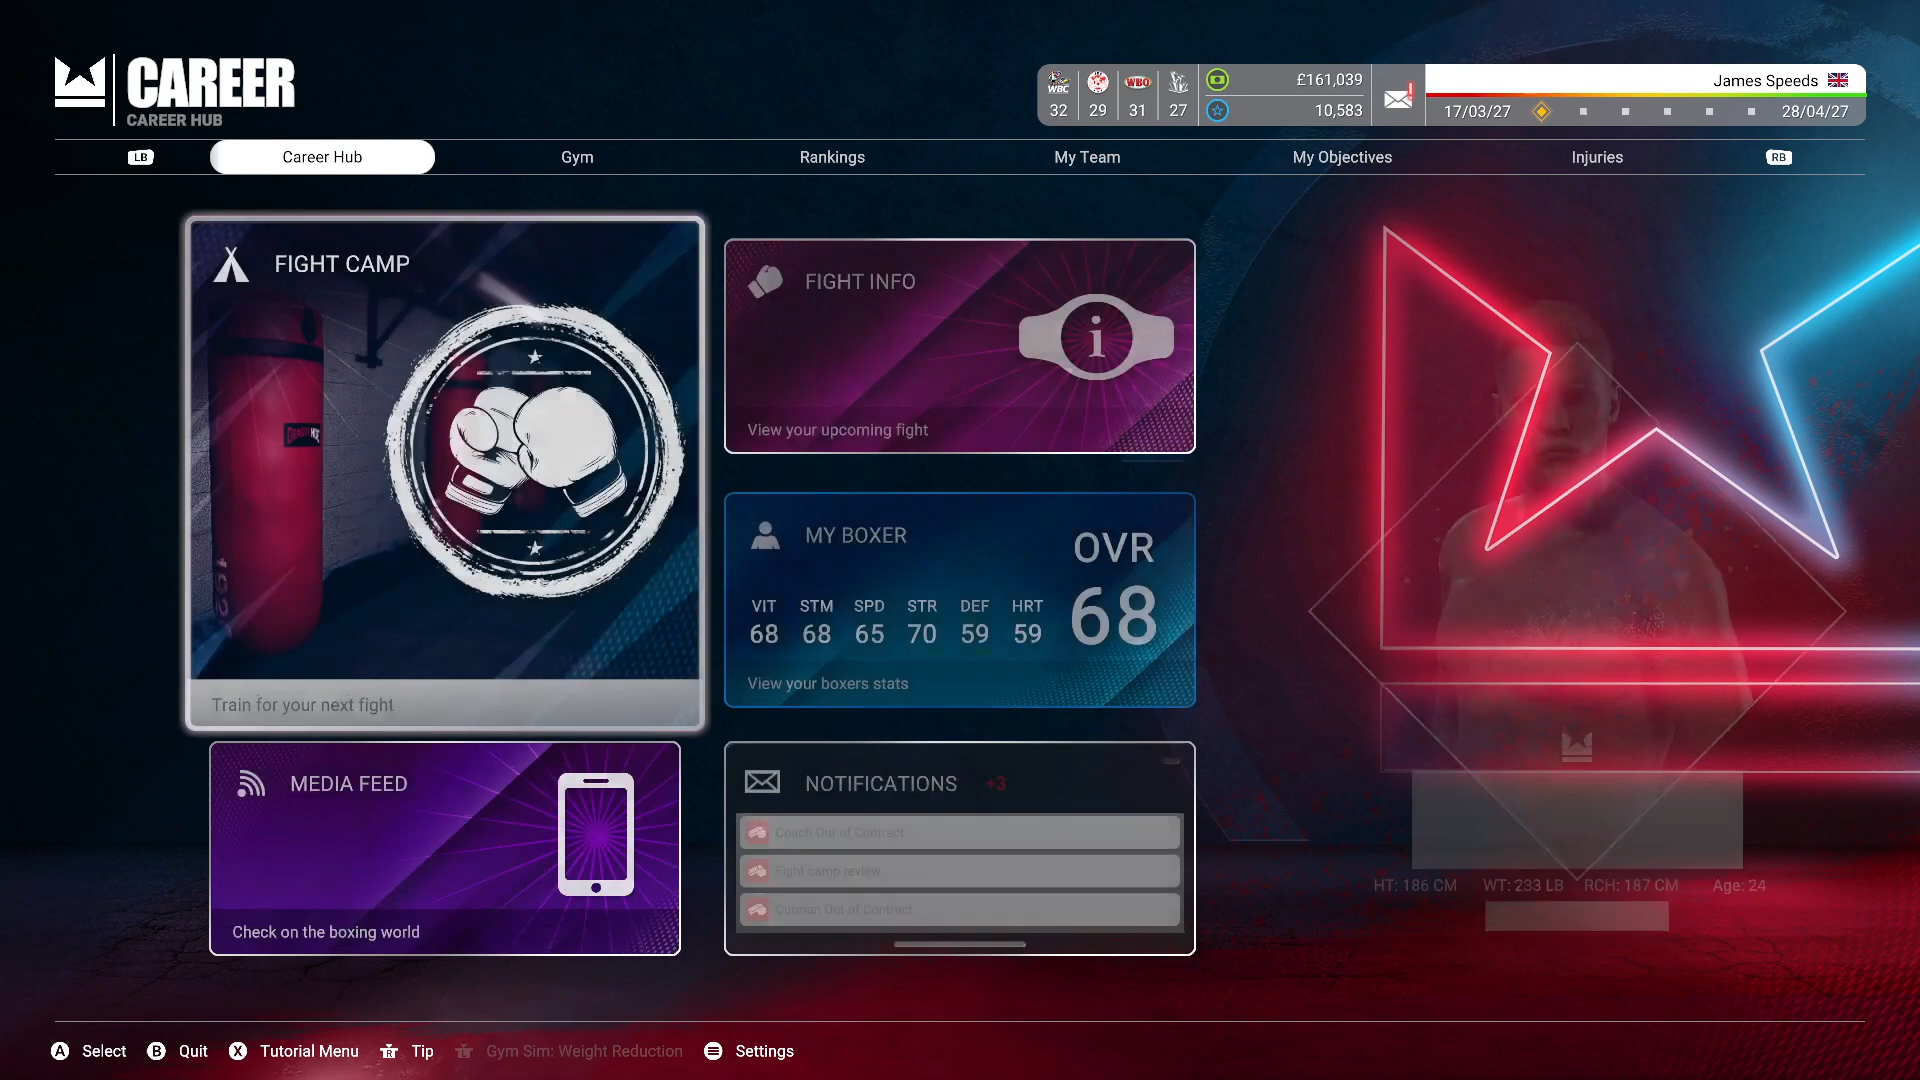 CAREER
CAREER HUB
WBC
WBO
32
29
31
27
£161,039
10,583
James Speeds
17/03/27
28/04/27
LB
Career Hub
Gym
Rankings
My Team
My Objectives
Injuries
RB
FIGHT CAMP
Train for your next fight
FIGHT INFO
i
View your upcoming fight
MY BOXER
OVR
68
VIT STM SPD STR DEF HRT
68 68 65 70 59 59
View your boxers stats
MEDIA FEED
Check on the boxing world
NOTIFICATIONS +3
Coach Out of Contract
Fight camp review
Cutman Out of Contract
HT: 186 CM WT: 233 LB RCH: 187 CM Age: 24
A Select B Quit X Tutorial Menu R Tip L Gym Sim: Weight Reduction Settings